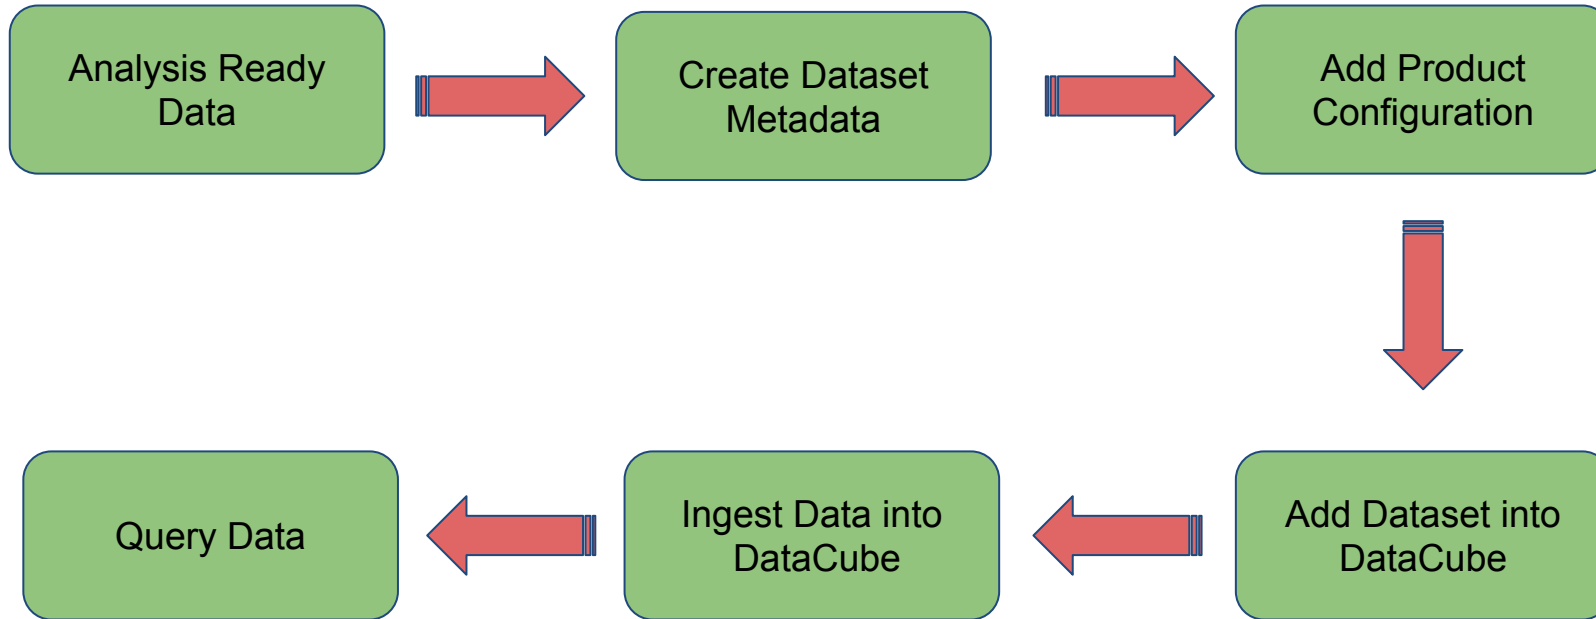 Analysis Ready
Data
Create Dataset
Metadata
Add Product
Configuration
Add Dataset into
DataCube
Ingest Data into
DataCube
Query Data